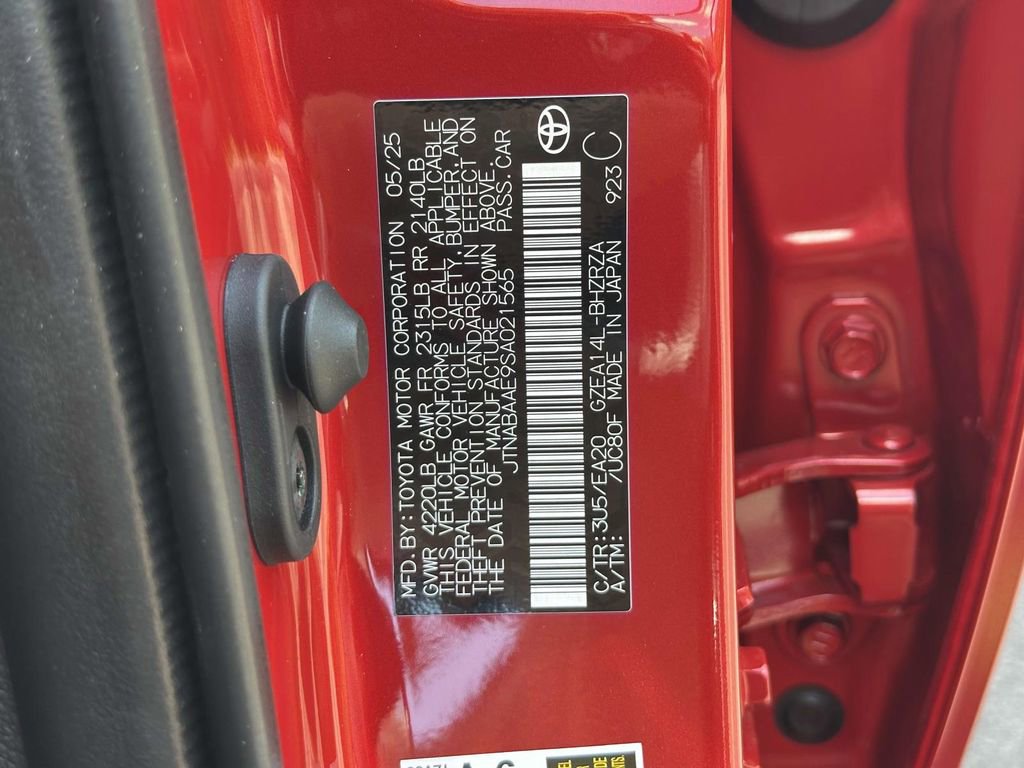 MFD. BY: TOYOTA MOTOR CORPORATION 05/25
GVWR 4220LB GAWR FR 2315LB RR 2140LB
THIS VEHICLE CONFORMS TO ALL APPLICABLE
FEDERAL MOTOR VEHICLE SAFETY, BUMPER, AND
THEFT PREVENTION STANDARDS IN EFFECT ON
THE DATE OF MANUFACTURE SHOWN ABOVE.
JTNABAAE9SA021565 PASS. CAR
C/TR: 3U5/EA20 GZEA14L-BHZRZA
A/TM: /UC80F MADE IN JAPAN
923 C